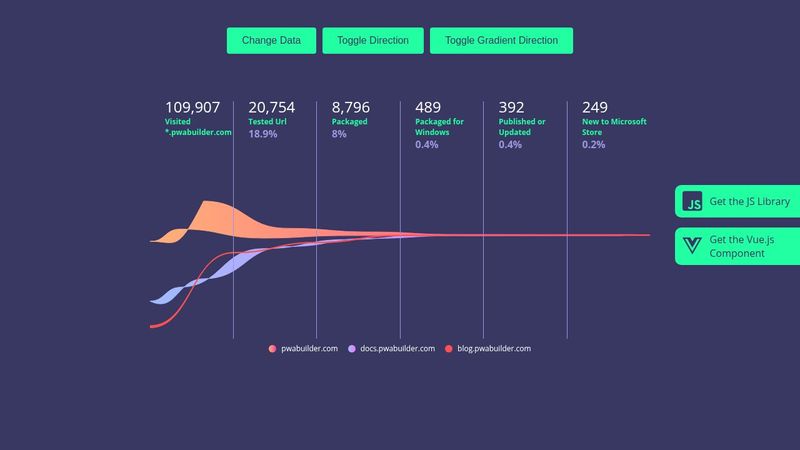 Change Data
Toggle Direction
Toggle Gradient Direction
109,907
Visited
*.pwabuilder.com
20,754
Tested Url
18.9%
8,796
Packaged
8%
489
Packaged for
Windows
0.4%
392
Published or
Updated
0.4%
249
New to Microsoft
Store
0.2%
JS
Get the JS Library
Get the Vue.js
Component
pwabuilder.com
docs.pwabuilder.com
blog.pwabuilder.com